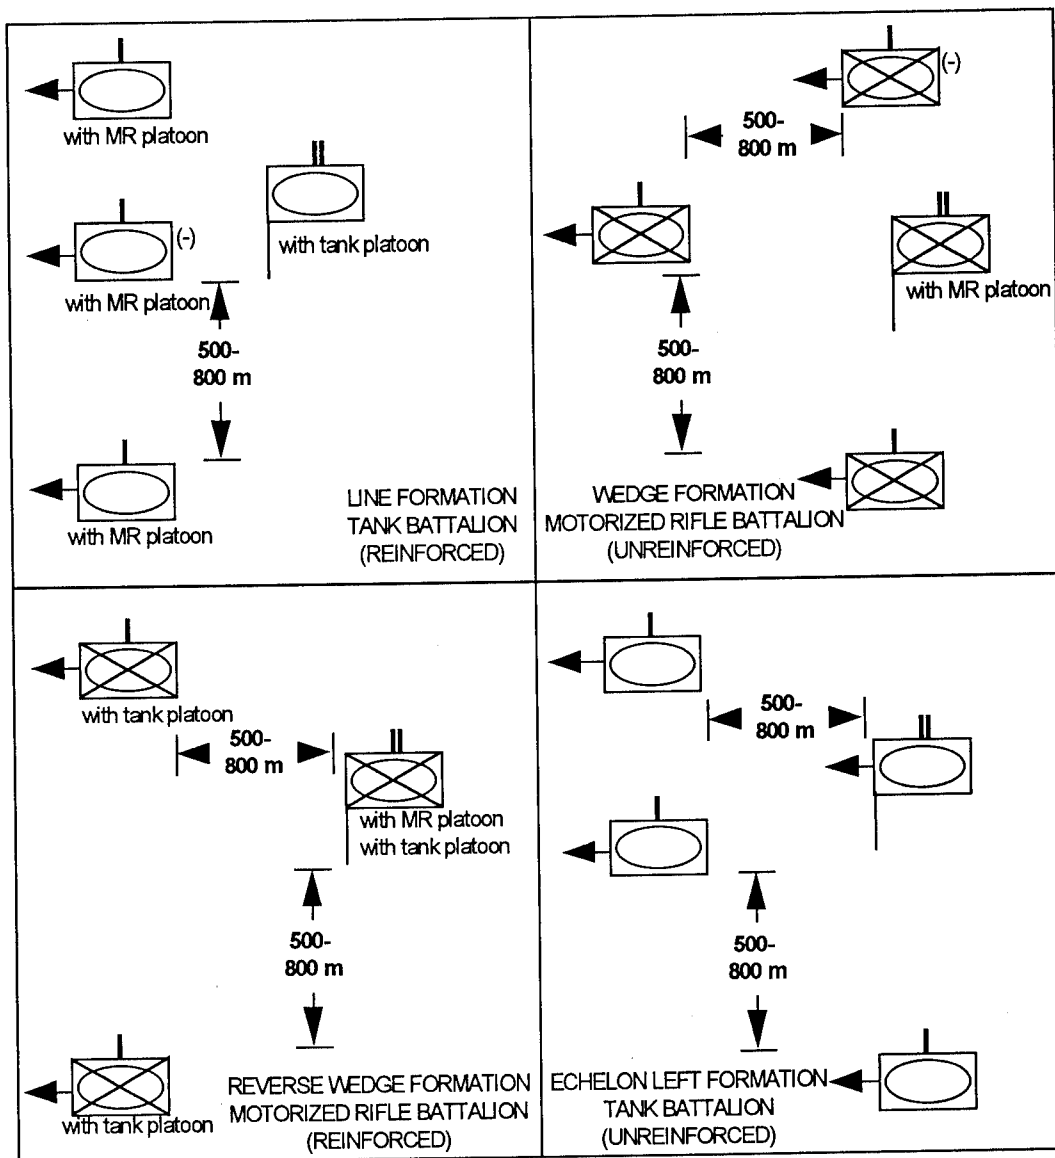 with MR platoon
(-)
with MR platoon
with tank platoon
500-
800 m
with MR platoon
LINE FORMATION
TANK BATTALION
(REINFORCED)
(-)
500-
800 m
with MR platoon
500-
800 m
WEDGE FORMATION
MOTORIZED RIFLE BATTALION
(UNREINFORCED)
with tank platoon
500-
800 m
with MR platoon
with tank platoon
500-
800 m
with tank platoon
REVERSE WEDGE FORMATION
MOTORIZED RIFLE BATTALION
(REINFORCED)
500-
800 m
500-
800 m
ECHELON LEFT FORMATION
TANK BATTALION
(UNREINFORCED)